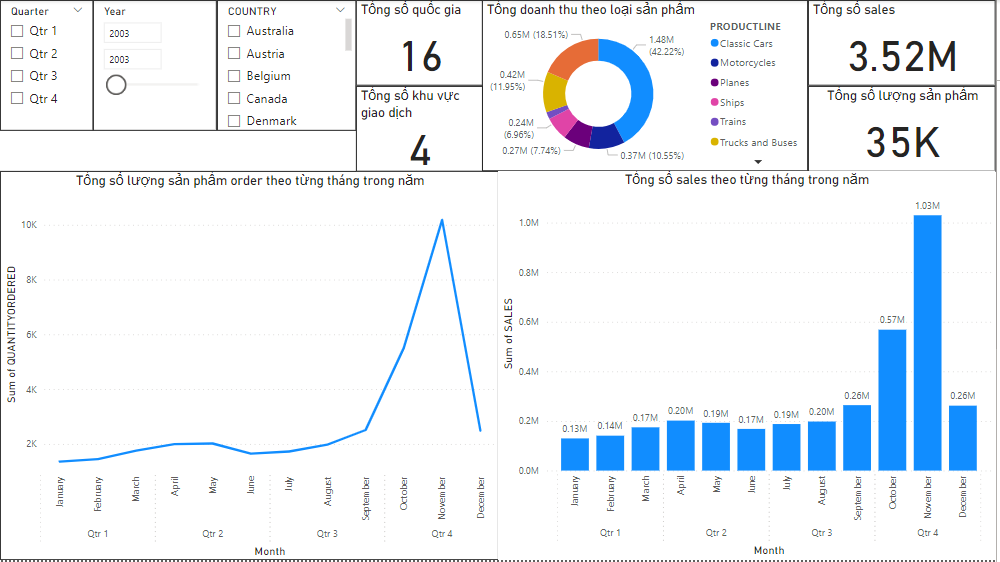 Quarter
Qtr 1
Qtr 2
Qtr 3
Qtr 4
Year
2003
2003
COUNTRY
Australia
Austria
Belgium
Canada
Denmark
Tổng số quốc gia
16
Tổng số khu vực
giao dịch
4
Tổng doanh thu theo loại sản phẩm
0.65M (18.51%)
1.48M
(42.22%)
0.42M
(11.95%)
0.24M
(6.96%)
0.27M (7.74%)
0.37M (10.55%)
PRODUCTLINE
Classic Cars
Motorcycles
Planes
Ships
Trains
Trucks and Buses
Tổng số sales
3.52M
Tổng số lượng sản phẩm
35K
Tổng số lượng sản phẩm order theo từng tháng trong năm
Sum of QUANTITYORDERED
10K
8K
6K
4K
2K
January
February
March
April
May
June
July
August
September
October
November
December
Qtr 1
Qtr 2
Qtr 3
Qtr 4
Month
Tổng số sales theo từng tháng trong năm
Sum of SALES
1.0M
0.8M
0.6M
0.4M
0.2M
0.0M
0.13M
0.14M
0.17M
0.20M
0.19M
0.17M
0.19M
0.20M
0.26M
0.57M
1.03M
0.26M
January
February
March
April
May
June
July
August
September
October
November
December
Qtr 1
Qtr 2
Qtr 3
Qtr 4
Month